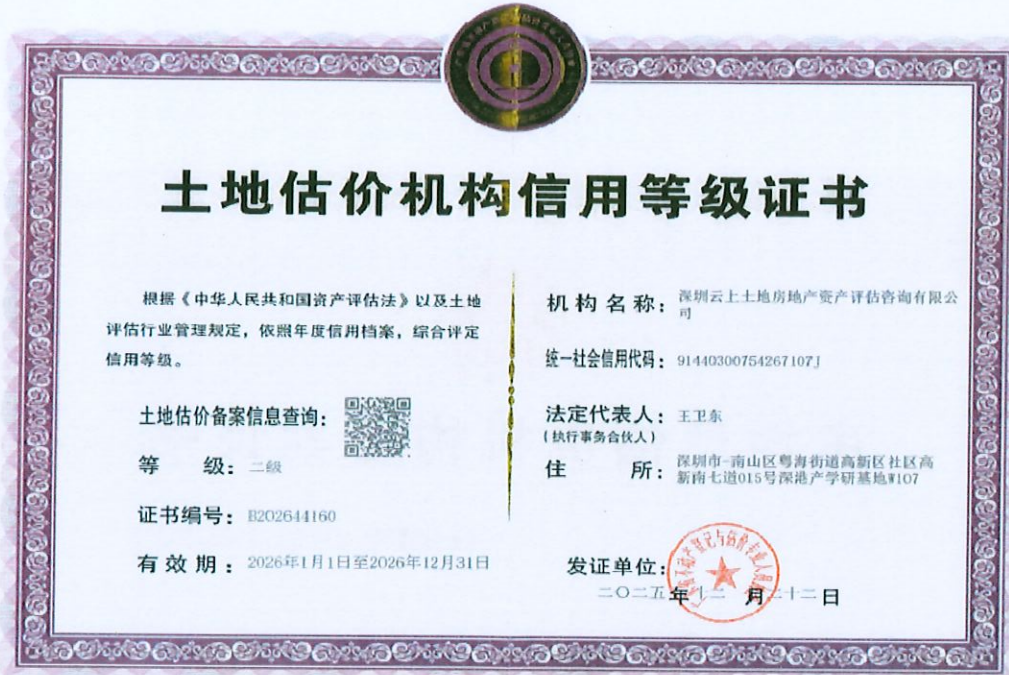 土地估价机构信用等级证书
根据《中华人民共和国资产评估法》以及土地
评估行业管理规定，依照年度信用档案，综合评定
信用等级。
土地估价备案信息查询：
等级：二级
证书编号：B202644160
有效期：2026年1月1日至2026年12月31日
机构名称：深圳云上土地房地产资产评估咨询有限公
司
统一社会信用代码：91440300754267107J
法定代表人：王卫东
（执行事务合伙人）
住所：深圳市-南山区粤海街道高新区社区高
新南七道015号深港产学研基地W107
发证单位：
二〇二五年十二月二十二日